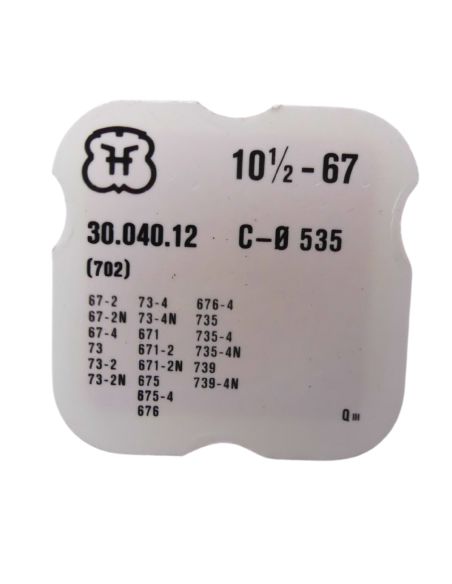 10½-67
30.040.12 C-Ø 535
(702)
67-2 73-4 676-4
67-2N 73-4N 735
67-4 671 735-4
73 671-2 735-4N
73-2 671-2N 739
73-2N 675 739-4N
675-4
676
Q III